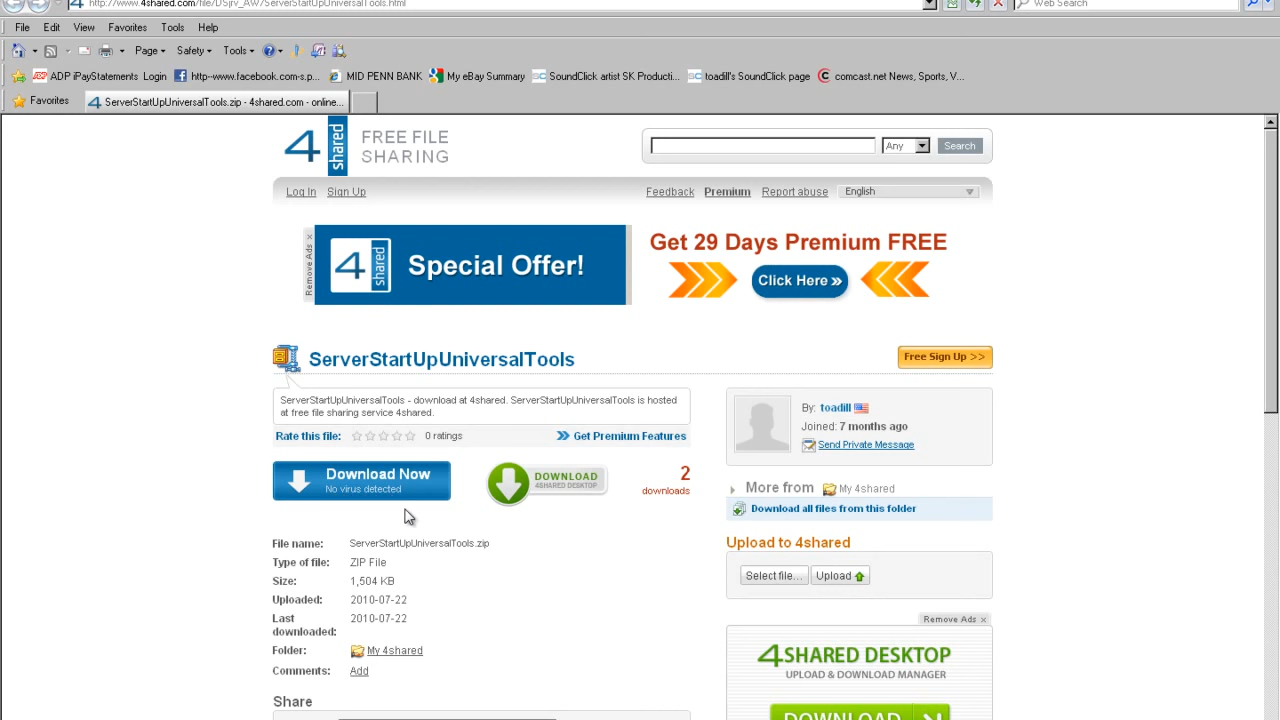 http://www.4shared.com/file/DSjrv_AW/ServerStartUpUniversalTools.html
Web Search
File Edit View Favorites Tools Help
Page Safety Tools
ADP iPayStatements Login http--www.facebook.com-s.p... MID PENN BANK My eBay Summary SoundClick artist SK Producti... toadill's SoundClick page comcast.net News, Sports, V...
Favorites ServerStartUpUniversalTools.zip - 4shared.com - online...
4 shared FREE FILE
SHARING
Any Search
Log In Sign Up Feedback Premium Report abuse English
Remove Ads x
4 shared Special Offer!
Get 29 Days Premium FREE
Click Here »
ServerStartUpUniversalTools
Free Sign Up >>
ServerStartUpUniversalTools - download at 4shared. ServerStartUpUniversalTools is hosted
at free file sharing service 4shared.
Rate this file: 0 ratings Get Premium Features
Download Now
No virus detected
DOWNLOAD
4SHARED DESKTOP
2
downloads
By: toadill
Joined: 7 months ago
Send Private Message
More from My 4shared
Download all files from this folder
File name: ServerStartUpUniversalTools.zip
Type of file: ZIP File
Size: 1,504 KB
Uploaded: 2010-07-22
Last
downloaded: 2010-07-22
Folder: My 4shared
Comments: Add
Share
Upload to 4shared
Select file... Upload
Remove Ads x
4SHARED DESKTOP
UPLOAD & DOWNLOAD MANAGER
DOWNLOAD